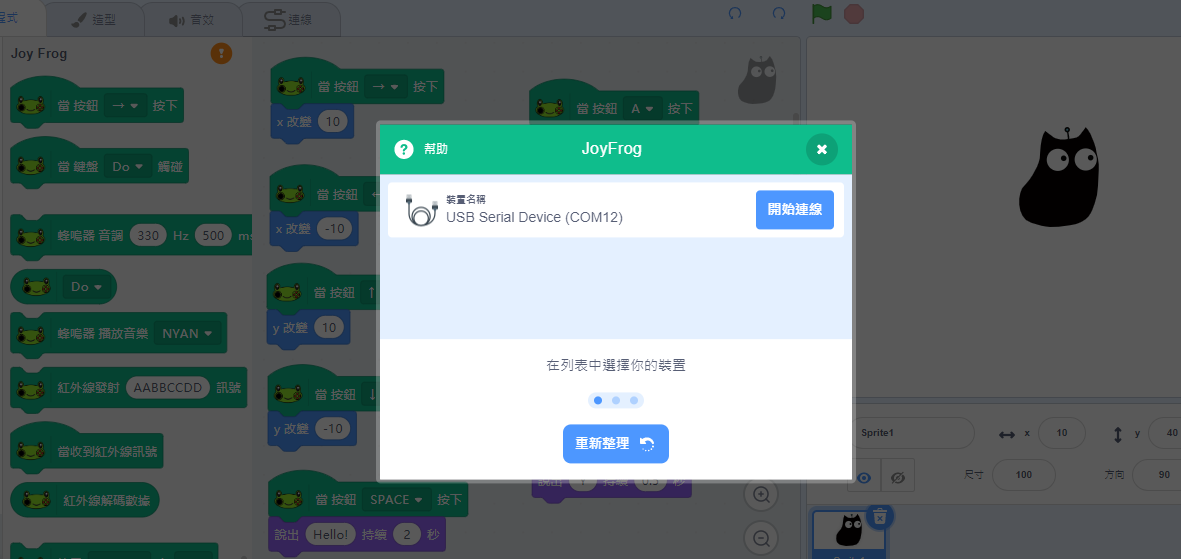 程式
造型
音效
連線
Joy Frog
當 按鈕 → 按下
當 鍵盤 Do 觸碰
蜂鳴器 音調 330 Hz 500 ms
Do
蜂鳴器 播放音樂 NYAN
紅外線發射 AABBCCDD 訊號
當收到紅外線訊號
紅外線解碼數據
當 按鈕 → 按下
x 改變 10
當 按鈕 ←
x 改變 -10
當 按鈕 ↑
y 改變 10
當 按鈕 ↓
y 改變 -10
當 按鈕 SPACE 按下
說出 Hello! 持續 2 秒
當 按鈕 A 按下
說出 持續 0.5 秒
幫助
JoyFrog
裝置名稱
USB Serial Device (COM12)
開始連線
在列表中選擇你的裝置
重新整理
Sprite1
x 10
y 40
尺寸 100
方向 90